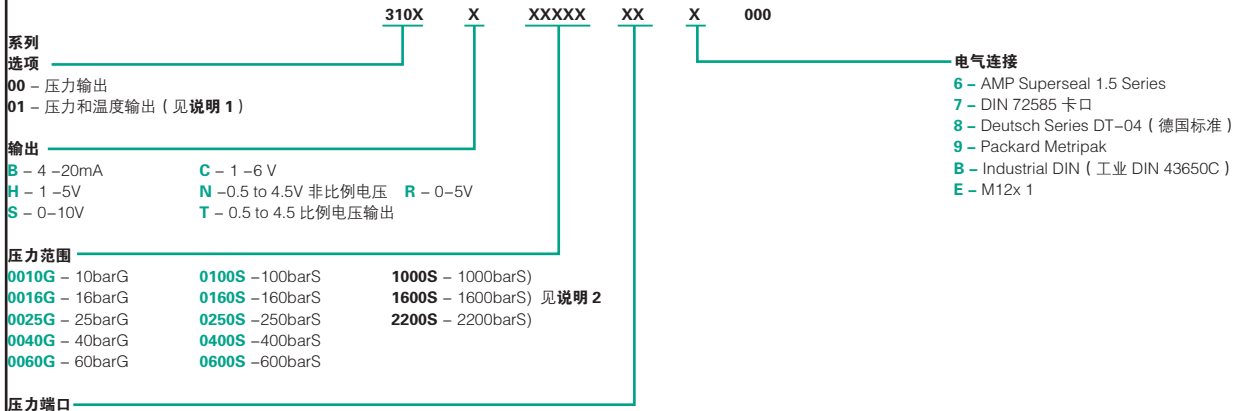 310X X XXXXX XX X 000
系列
选项
00 – 压力输出
01 – 压力和温度输出（见说明 1）
输出
B – 4 –20mA C – 1 –6 V
H – 1 –5V N –0.5 to 4.5V 非比例电压 R – 0–5V
S – 0–10V T – 0.5 to 4.5 比例电压输出
压力范围
0010G – 10barG 0100S –100barS 1000S – 1000barS)
0016G – 16barG 0160S –160barS 1600S – 1600barS) 见说明 2
0025G – 25barG 0250S –250barS 2200S – 2200barS)
0040G – 40barG 0400S –400barS
0060G – 60barG 0600S –600barS
压力端口
电气连接
6 – AMP Superseal 1.5 Series
7 – DIN 72585 卡口
8 – Deutsch Series DT–04（德国标准）
9 – Packard Metripak
B – Industrial DIN（工业 DIN 43650C）
E – M12x 1